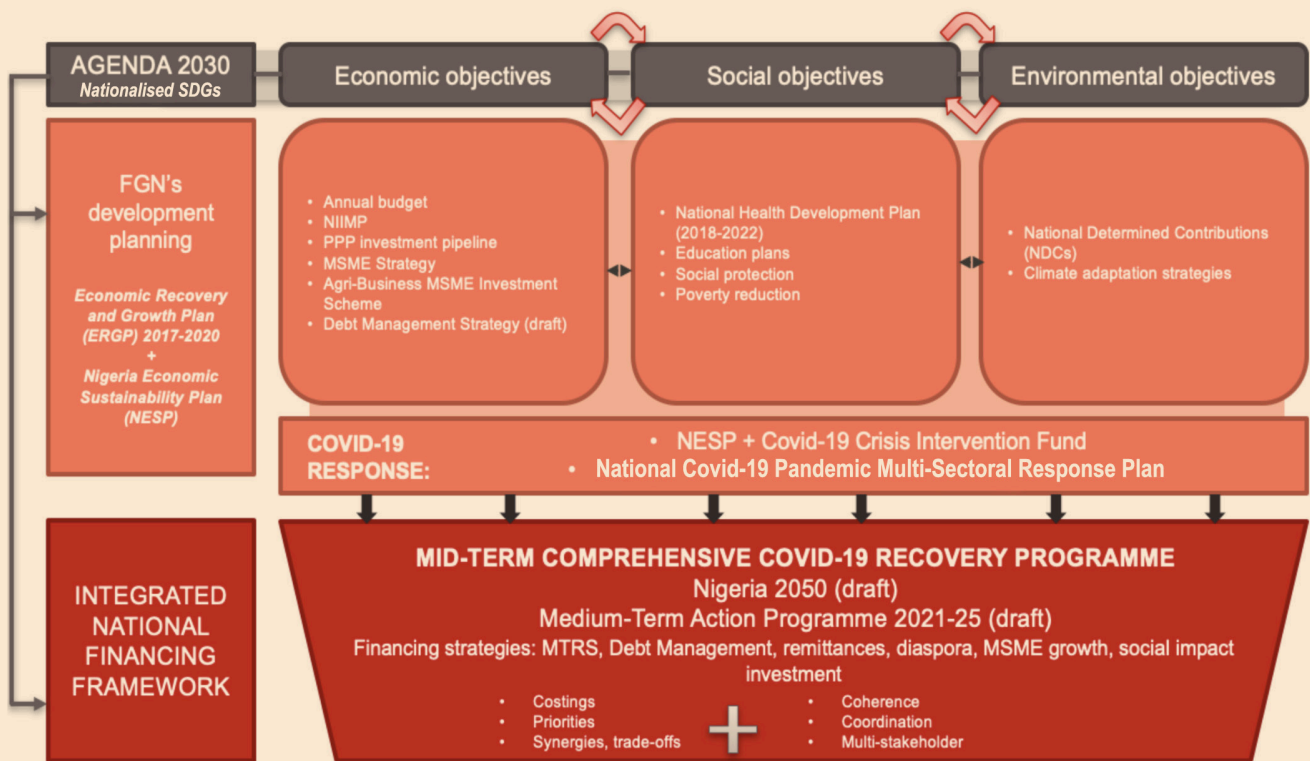 AGENDA 2030
Nationalised SDGs
Economic objectives
Social objectives
Environmental objectives
FGN's
development
planning
Economic Recovery
and Growth Plan
(ERGP) 2017-2020
+
Nigeria Economic
Sustainability Plan
(NESP)
• Annual budget
• NIIMP
• PPP investment pipeline
• MSME Strategy
• Agri-Business MSME Investment
Scheme
• Debt Management Strategy (draft)
• National Health Development Plan
(2018-2022)
• Education plans
• Social protection
• Poverty reduction
• National Determined Contributions
(NDCs)
• Climate adaptation strategies
COVID-19
RESPONSE:
• NESP + Covid-19 Crisis Intervention Fund
• National Covid-19 Pandemic Multi-Sectoral Response Plan
INTEGRATED
NATIONAL
FINANCING
FRAMEWORK
MID-TERM COMPREHENSIVE COVID-19 RECOVERY PROGRAMME
Nigeria 2050 (draft)
Medium-Term Action Programme 2021-25 (draft)
Financing strategies: MTRS, Debt Management, remittances, diaspora, MSME growth, social impact
investment
• Costings
• Priorities
• Synergies, trade-offs
• Coherence
• Coordination
• Multi-stakeholder